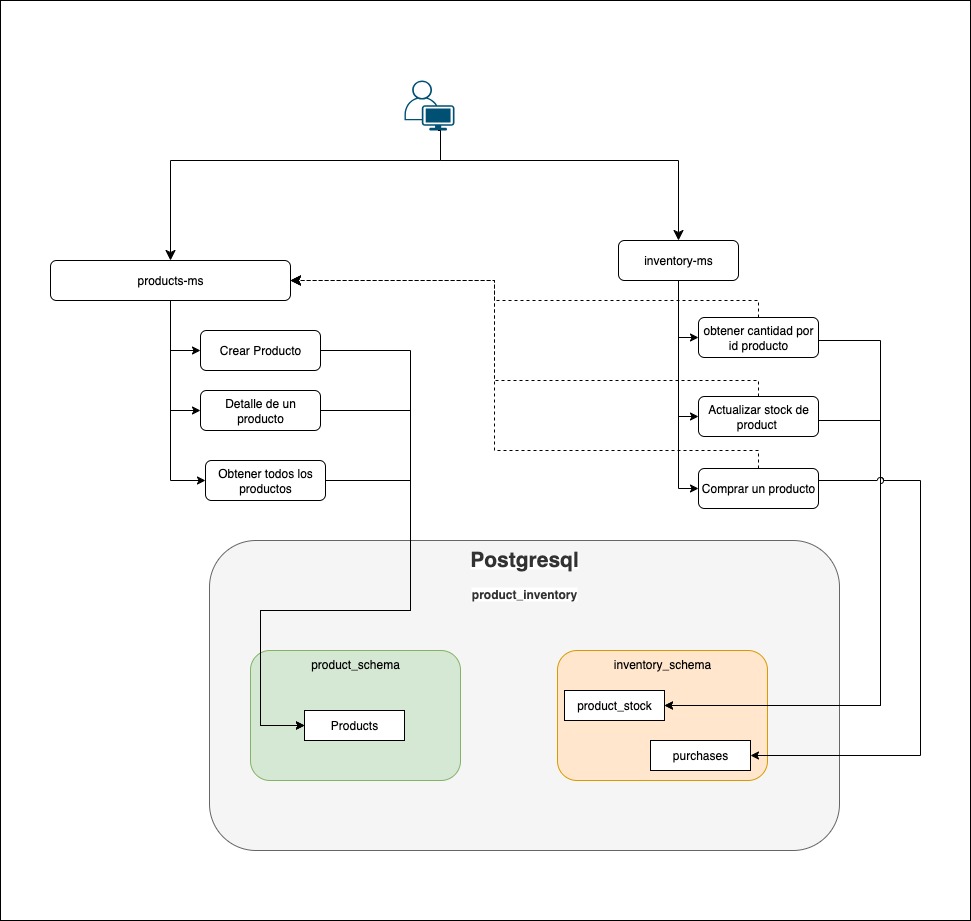 products-ms
inventory-ms
Crear Producto
Detalle de un
producto
Obtener todos los
productos
obtener cantidad por
id producto
Actualizar stock de
product
Comprar un producto
Postgresql
product_inventory
product_schema
Products
inventory_schema
product_stock
purchases